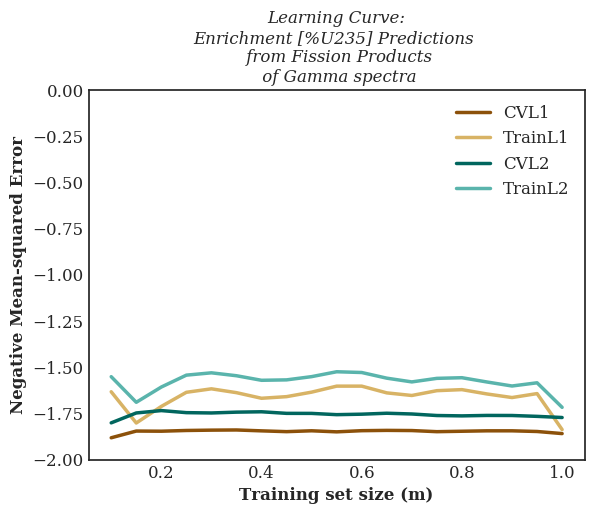 Learning Curve:
Enrichment [%U235] Predictions
from Fission Products
of Gamma spectra
0.00
−0.25
−0.50
−0.75
−1.00
−1.25
−1.50
−1.75
−2.00
Negative Mean-squared Error
CVL1
TrainL1
CVL2
TrainL2
0.2 0.4 0.6 0.8 1.0
Training set size (m)